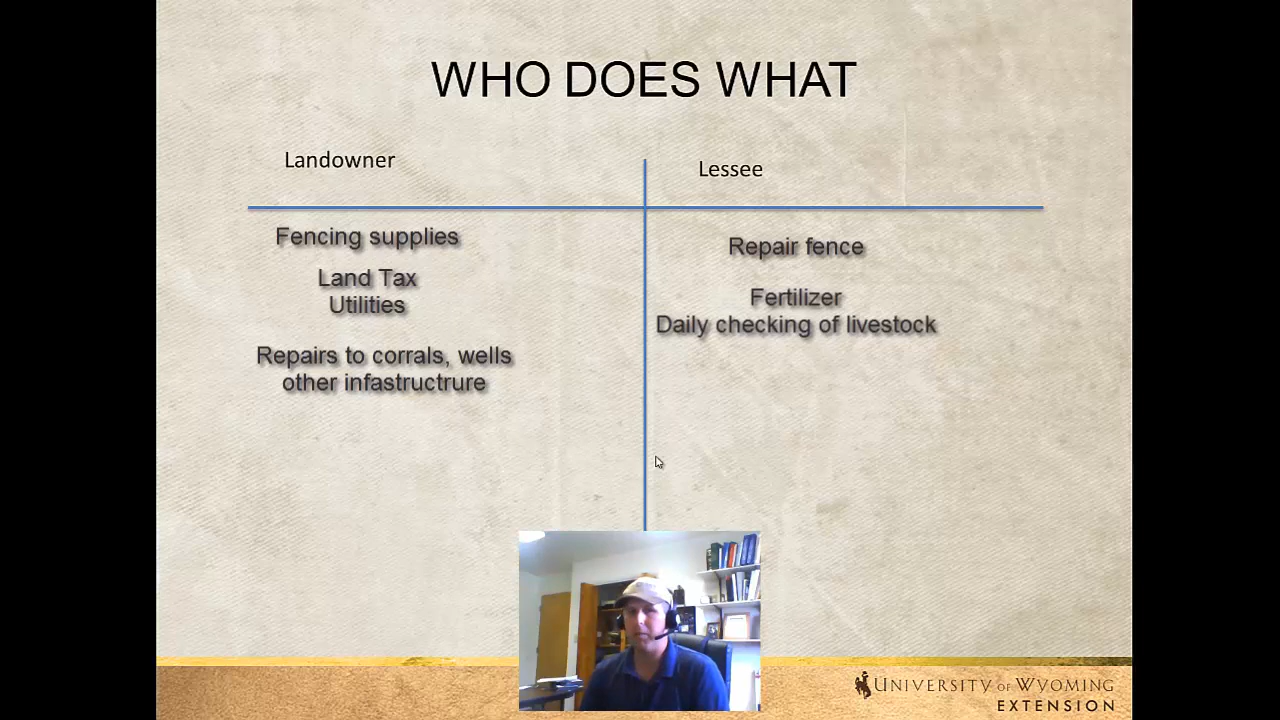 WHO DOES WHAT
Landowner
Lessee
Fencing supplies
Land Tax
Utilities
Repairs to corrals, wells
other infastructrure
Repair fence
Fertilizer
Daily checking of livestock
UNIVERSITY OF WYOMING
EXTENSION